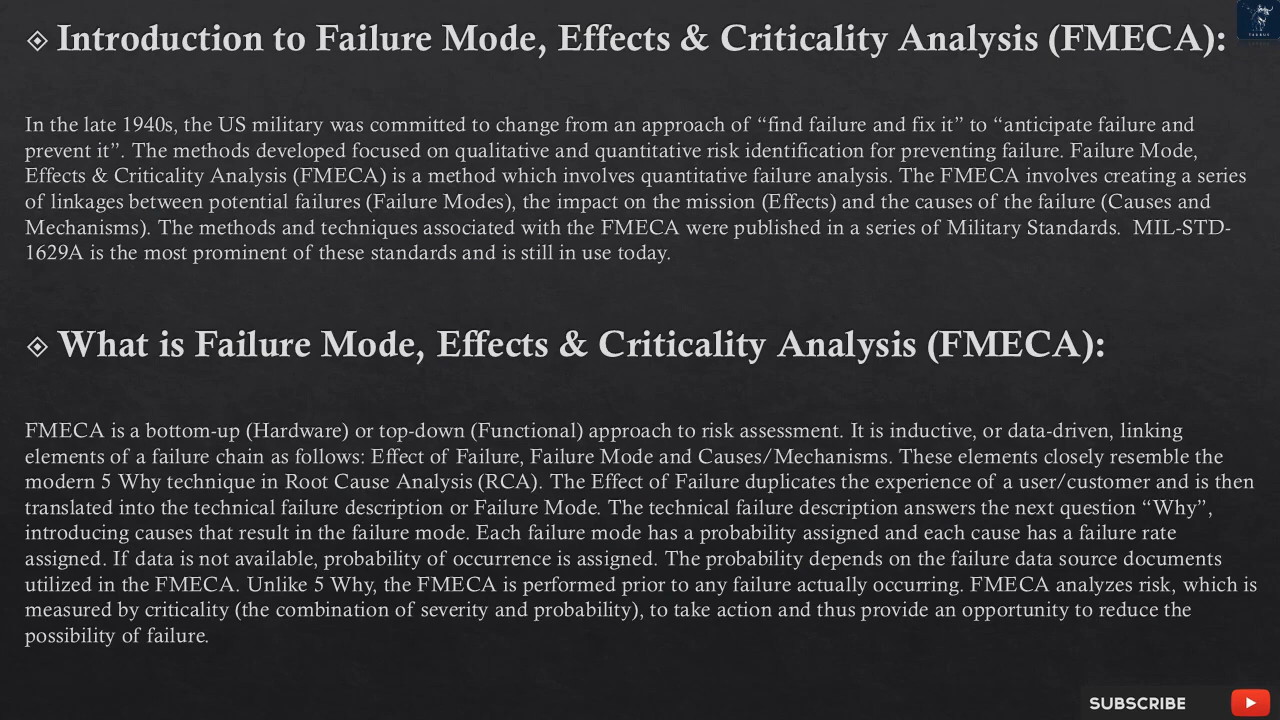 Introduction to Failure Mode, Effects & Criticality Analysis (FMECA):
In the late 1940s, the US military was committed to change from an approach of “find failure and fix it” to “anticipate failure and
prevent it”. The methods developed focused on qualitative and quantitative risk identification for preventing failure. Failure Mode,
Effects & Criticality Analysis (FMECA) is a method which involves quantitative failure analysis. The FMECA involves creating a series
of linkages between potential failures (Failure Modes), the impact on the mission (Effects) and the causes of the failure (Causes and
Mechanisms). The methods and techniques associated with the FMECA were published in a series of Military Standards.  MIL-STD-
1629A is the most prominent of these standards and is still in use today.
What is Failure Mode, Effects & Criticality Analysis (FMECA):
FMECA is a bottom-up (Hardware) or top-down (Functional) approach to risk assessment. It is inductive, or data-driven, linking
elements of a failure chain as follows: Effect of Failure, Failure Mode and Causes/Mechanisms. These elements closely resemble the
modern 5 Why technique in Root Cause Analysis (RCA). The Effect of Failure duplicates the experience of a user/customer and is then
translated into the technical failure description or Failure Mode. The technical failure description answers the next question “Why”,
introducing causes that result in the failure mode. Each failure mode has a probability assigned and each cause has a failure rate
assigned. If data is not available, probability of occurrence is assigned. The probability depends on the failure data source documents
utilized in the FMECA. Unlike 5 Why, the FMECA is performed prior to any failure actually occurring. FMECA analyzes risk, which is
measured by criticality (the combination of severity and probability), to take action and thus provide an opportunity to reduce the
possibility of failure.
SUBSCRIBE